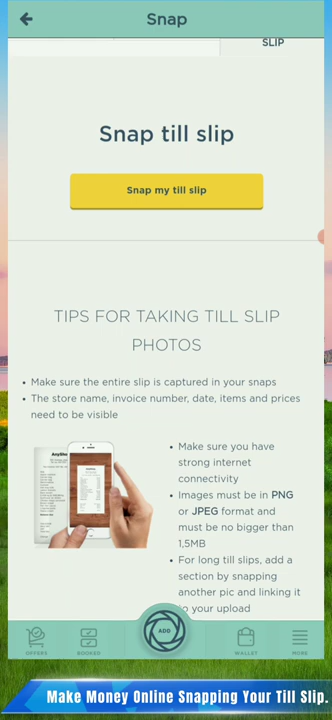 Snap
SLIP
Snap till slip
Snap my till slip
TIPS FOR TAKING TILL SLIP
PHOTOS
• Make sure the entire slip is captured in your snaps
• The store name, invoice number, date, items and prices
need to be visible
• Make sure you have
strong internet
connectivity
• Images must be in PNG
or JPEG format and
must be no bigger than
1,5MB
• For long till slips, add a
section by snapping
another pic and linking it
to your upload
OFFERS
BOOKED
ADD
WALLET
MORE
Make Money Online Snapping Your Till Slip.